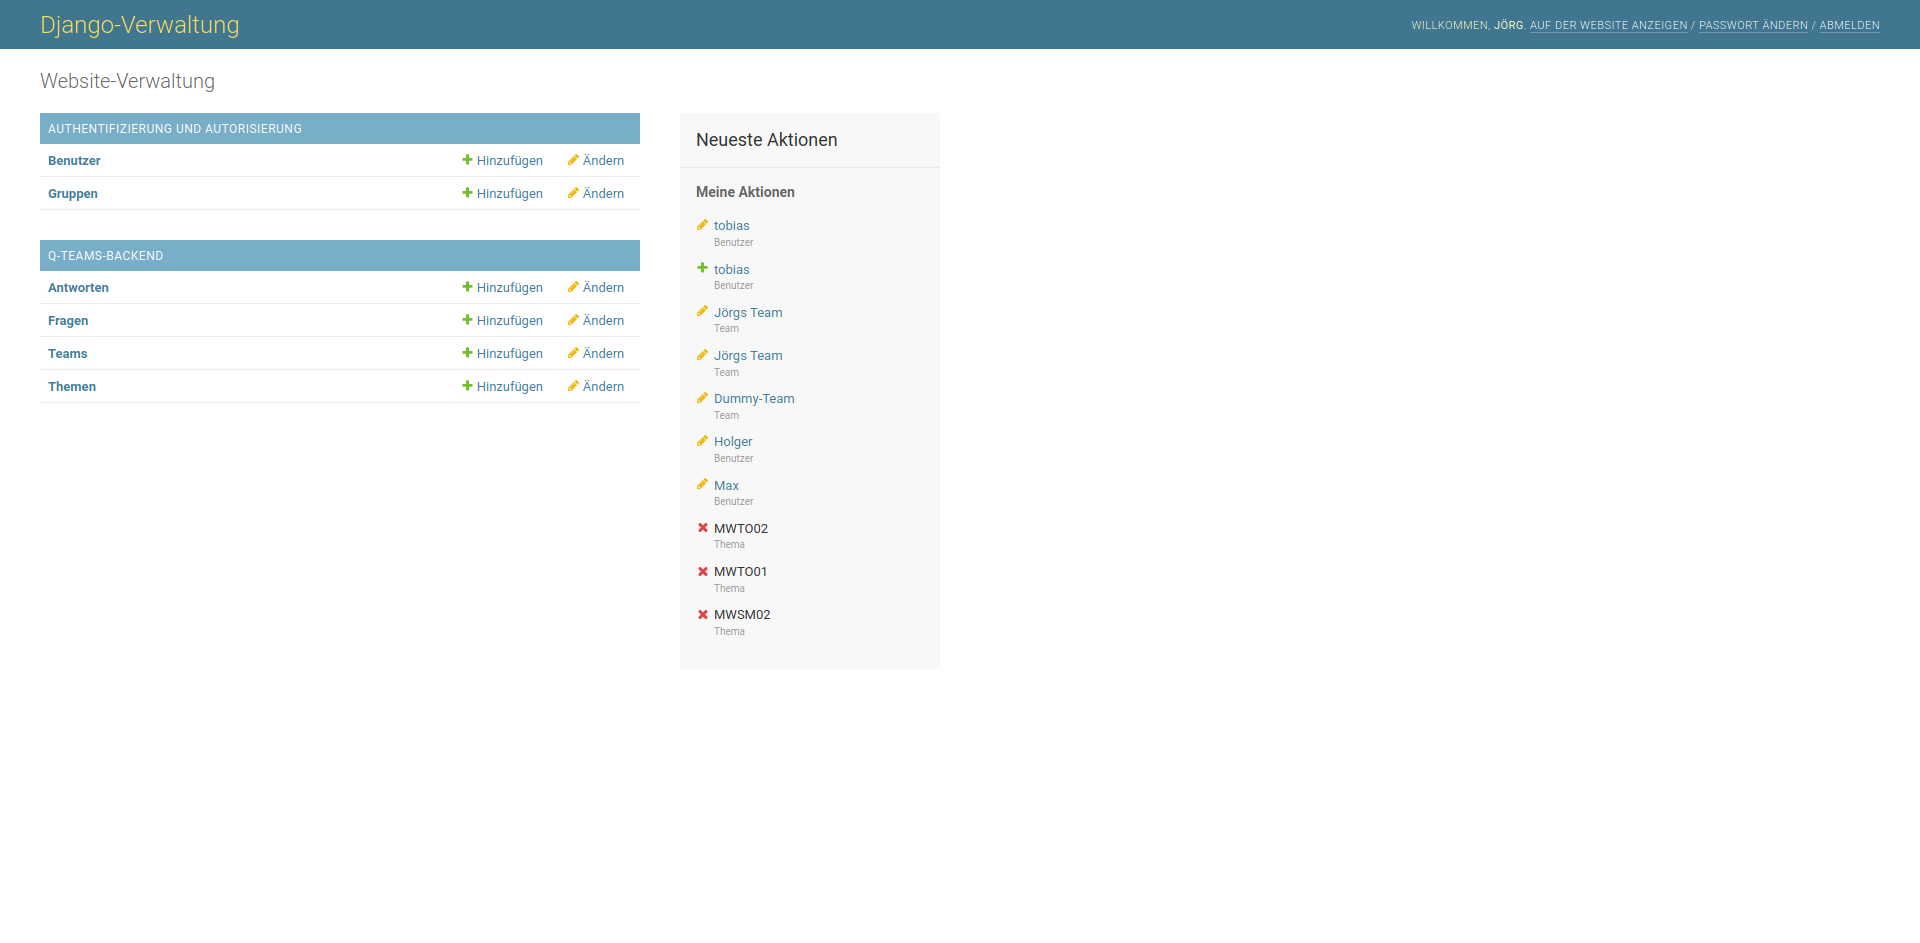 Django-Verwaltung
WILLKOMMEN, JÖRG. AUF DER WEBSITE ANZEIGEN / PASSWORT ÄNDERN / ABMELDEN
Website-Verwaltung
AUTHENTIFIZIERUNG UND AUTORISIERUNG
Benutzer Hinzufügen Ändern
Gruppen Hinzufügen Ändern
Q-TEAMS-BACKEND
Antworten Hinzufügen Ändern
Fragen Hinzufügen Ändern
Teams Hinzufügen Ändern
Themen Hinzufügen Ändern
Neueste Aktionen
Meine Aktionen
tobias
Benutzer
tobias
Benutzer
Jörgs Team
Team
Jörgs Team
Team
Dummy-Team
Team
Holger
Benutzer
Max
Benutzer
MWTO02
Thema
MWTO01
Thema
MWSM02
Thema